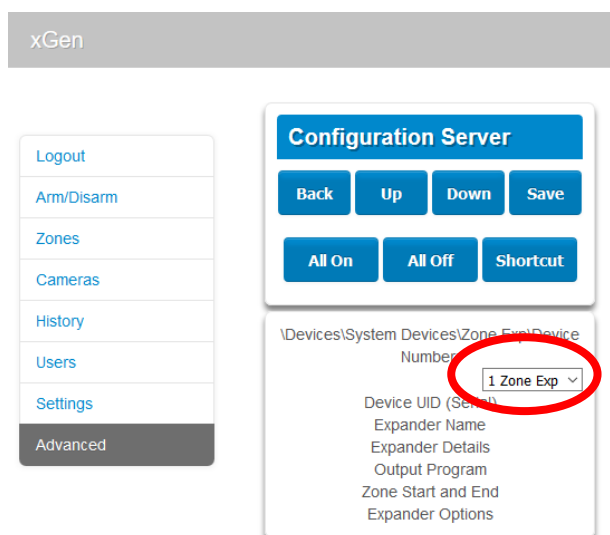 xGen
Logout
Arm/Disarm
Zones
Cameras
History
Users
Settings
Advanced
Configuration Server
Back Up Down Save
All On All Off Shortcut
\Devices\System Devices\Zone Exp\Device
Number
1 Zone Exp
Device UID (Serial)
Expander Name
Expander Details
Output Program
Zone Start and End
Expander Options